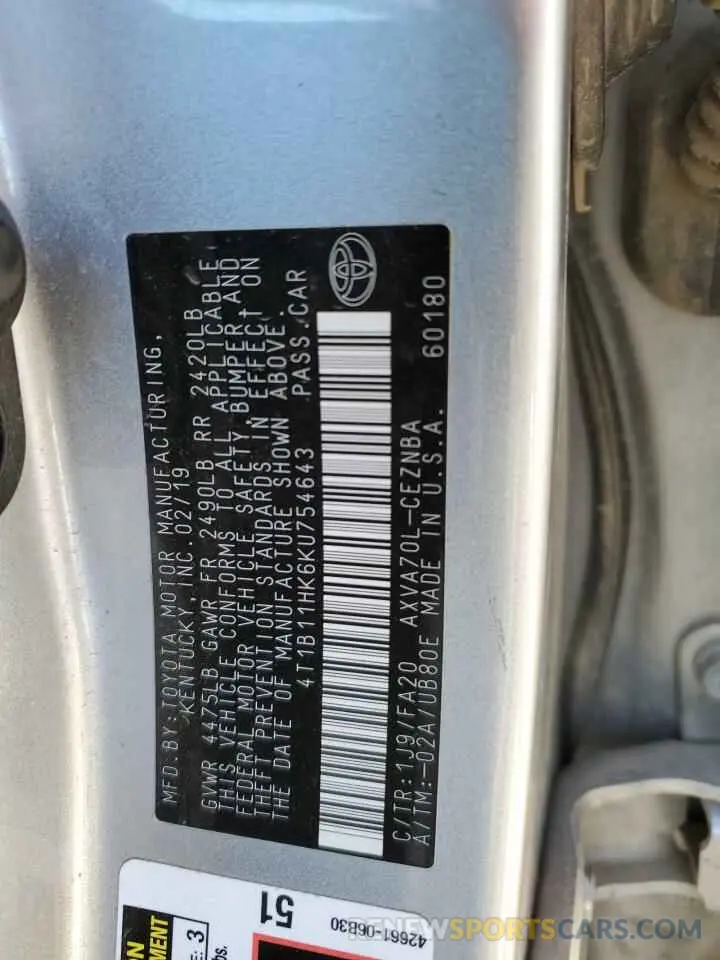 MFD.BY:TOYOTA MOTOR MANUFACTURING,
KENTUCKY, INC. 02/19
GVWR 4475LB GAWR FR 2490LB RR 2420LB
THIS VEHICLE CONFORMS TO ALL APPLICABLE
FEDERAL MOTOR VEHICLE SAFETY, BUMPER AND
THEFT PREVENTION STANDARDS IN EFFECT ON
THE DATE OF MANUFACTURE SHOWN ABOVE.
4T1B11HK6KU754643 PASS.CAR
C/TR:1J9/FA20 AXVA70L-CEZNBA
A/TM:-02A/UB80E MADE IN U.S.A. 60180
51
42661-06B30
3
RENEWSPORTSCARS.COM